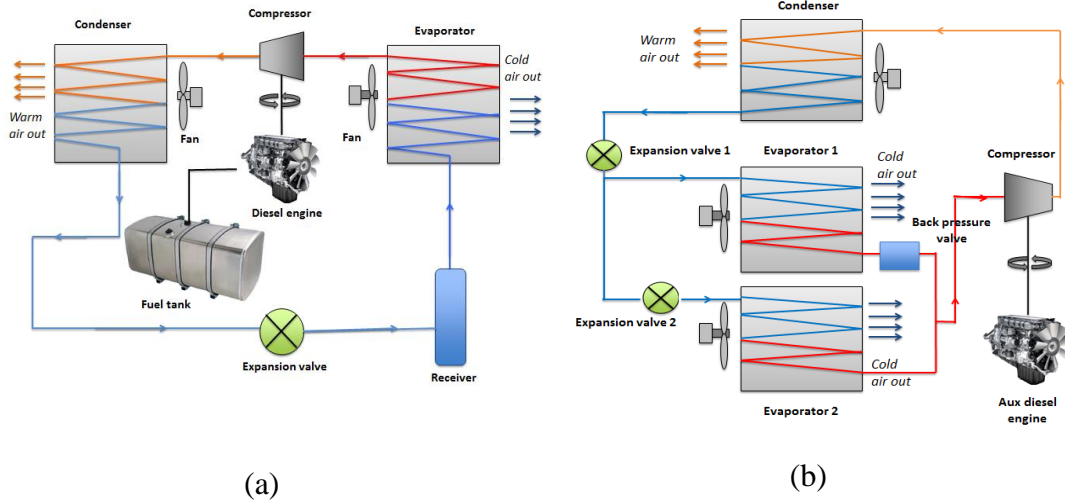 Condenser
Compressor
Evaporator
Cold
air out
Warm
air out
Fan
Fan
Diesel engine
Fuel tank
Expansion valve
Receiver
(a)
Condenser
Warm
air out
Expansion valve 1
Evaporator 1
Cold
air out
Compressor
Back pressure
valve
Expansion valve 2
Cold
air out
Evaporator 2
Aux diesel
engine
(b)